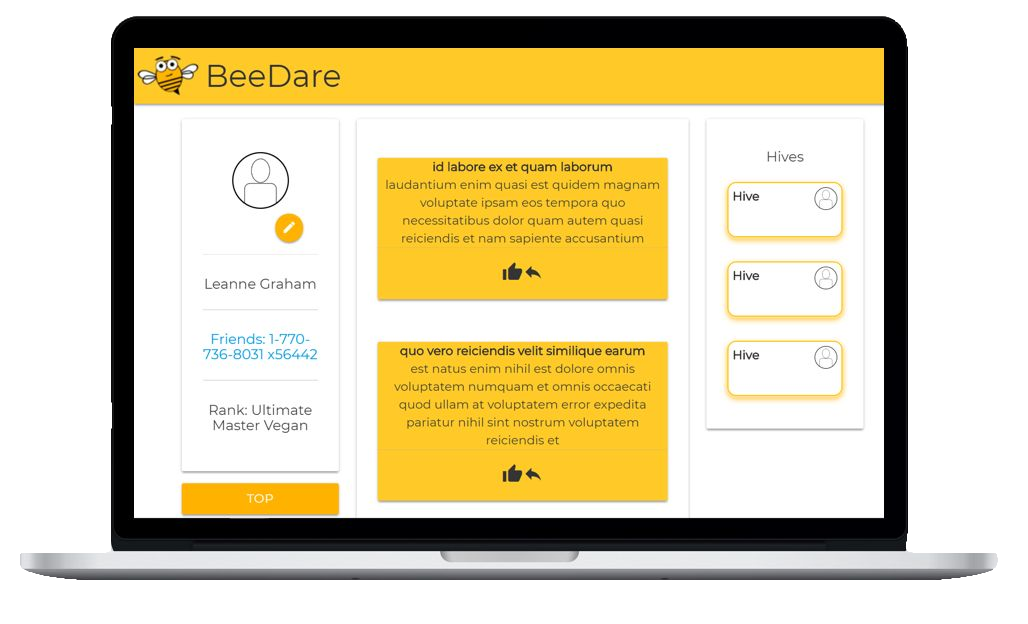 BeeDare
Leanne Graham
Friends: 1-770-
736-8031 x56442
Rank: Ultimate
Master Vegan
TOP
id labore ex et quam laborum
laudantium enim quasi est quidem magnam
voluptate ipsam eos tempora quo
necessitatibus dolor quam autem quasi
reiciendis et nam sapiente accusantium
quo vero reiciendis velit similique earum
est natus enim nihil est dolore omnis
voluptatem numquam et omnis occaecati
quod ullam at voluptatem error expedita
pariatur nihil sint nostrum voluptatem
reiciendis et
Hives
Hive
Hive
Hive